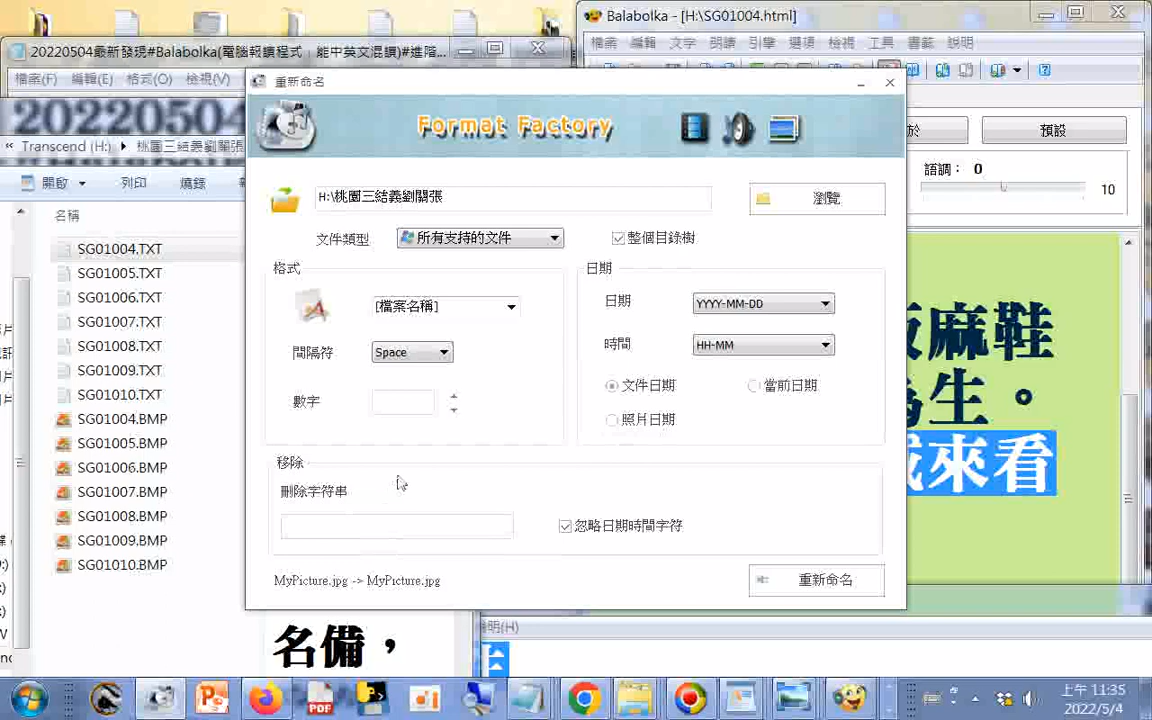 Balabolka - [H:\SG01004.html]
檔案 編輯 文字 朗讀 引擎 選項 檢視 工具 書籤 說明
20220504最新發現#Balabolka(電腦報讀程式 | 能中英文混讀)#進階...
檔案(F) 編輯(E) 格式(O) 檢視(V)
20220504
« Transcend (H:) ▸ 桃園三結義劉關張
開啟 列印 燒錄
名稱
SG01004.TXT
SG01005.TXT
SG01006.TXT
SG01007.TXT
SG01008.TXT
SG01009.TXT
SG01010.TXT
SG01004.BMP
SG01005.BMP
SG01006.BMP
SG01007.BMP
SG01008.BMP
SG01009.BMP
SG01010.BMP
重新命名
Format Factory
H:\桃園三結義劉關張
瀏覽
文件類型 所有支持的文件 整個目錄樹
格式
[檔案名稱]
間隔符 Space
數字
日期
日期 YYYY-MM-DD
時間 HH-MM
文件日期 當前日期
照片日期
移除
刪除字符串
忽略日期時間字符
MyPicture.jpg -> MyPicture.jpg
重新命名
於 預設
語調： 0
10
麻鞋
生。
來看
明(H)
名備，
上午 11:35
2022/5/4